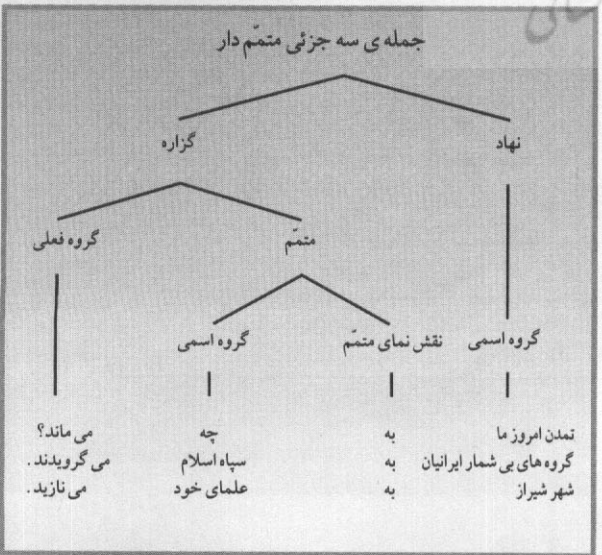 جمله ی سه جزئی متمّم دار
نهاد گزاره
متمّم گروه فعلی
گروه اسمی نقش نمای متمّم گروه اسمی
تمدن امروز ما به چه می ماند؟
گروه های بی شمار ایرانیان به سپاه اسلام می گرویدند.
شهر شیراز به علمای خود می نازید.